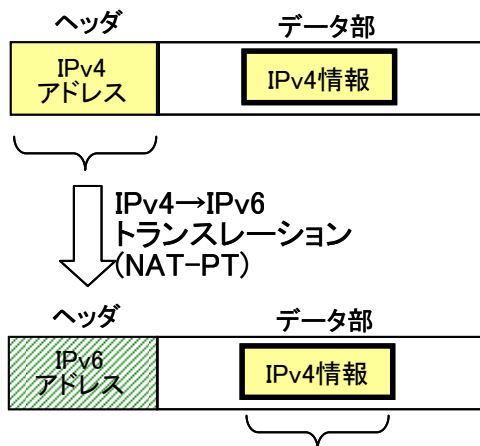 ヘッダ
データ部
IPv4
アドレス
IPv4情報
IPv4→IPv6
トランスレーション
(NAT-PT)
ヘッダ
データ部
IPv6
アドレス
IPv4情報